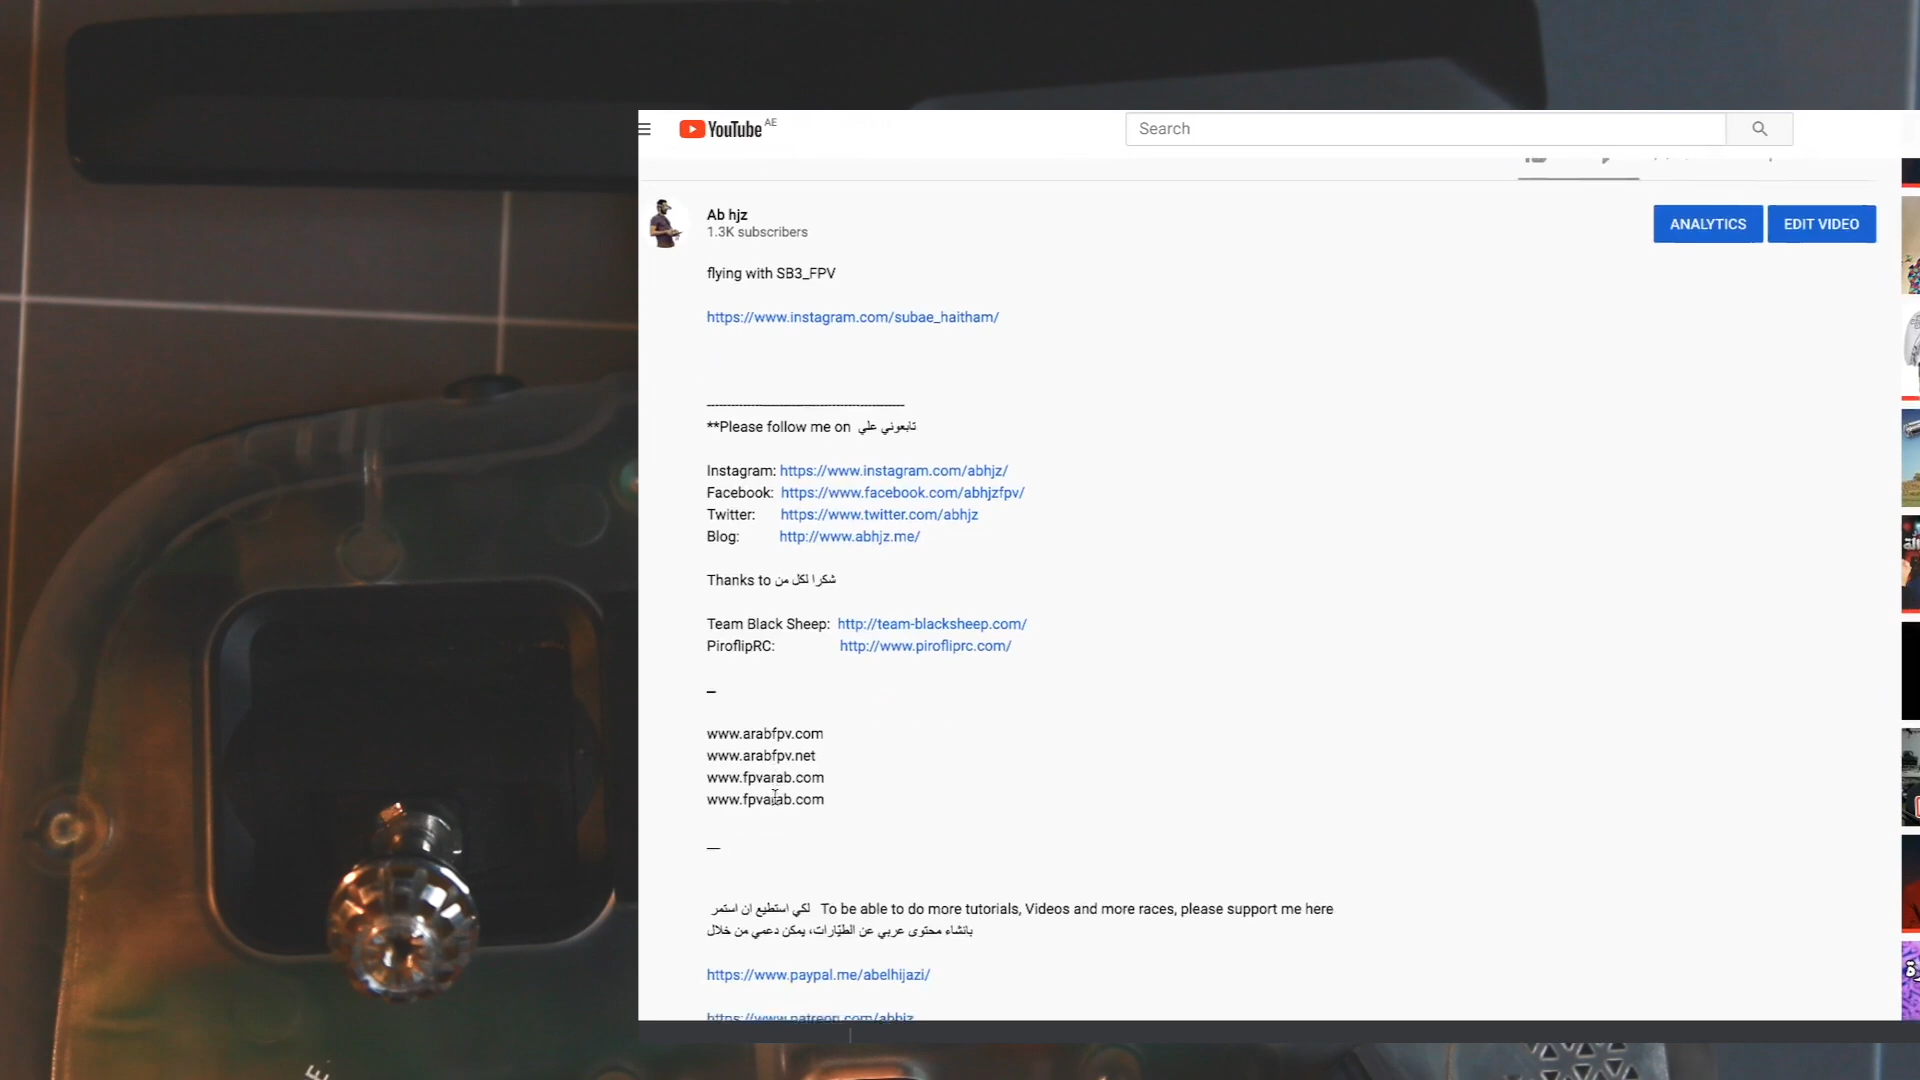 YouTube AE
Search
Ab hjz
1.3K subscribers
ANALYTICS
EDIT VIDEO
flying with SB3_FPV
https://www.instagram.com/subae_haitham/
**Please follow me on تابعوني علي
Instagram: https://www.instagram.com/abhjz/
Facebook: https://www.facebook.com/abhjzfpv/
Twitter: https://www.twitter.com/abhjz
Blog: http://www.abhjz.me/
Thanks to شكرا لكل من
Team Black Sheep: http://team-blacksheep.com/
PiroflipRC: http://www.pirofliprc.com/
www.arabfpv.com
www.arabfpv.net
www.fpvarab.com
www.fpvarab.com
لكي استطيع ان استمر To be able to do more tutorials, Videos and more races, please support me here
بانشاء محتوى عربي عن الطيّارات، يمكن دعمي من خلال
https://www.paypal.me/abelhijazi/
https://www.patreon.com/abhjz